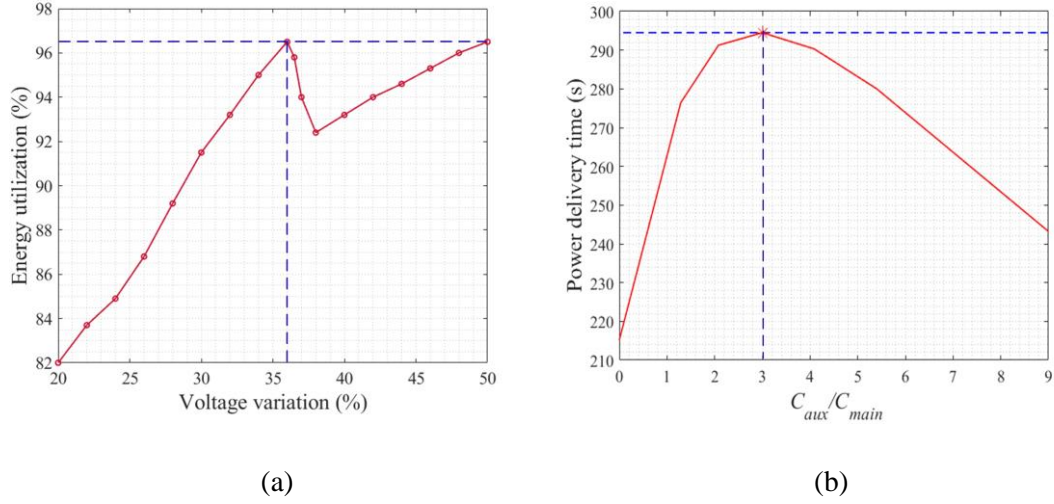 98
96
94
92
90
88
86
84
82
Energy utilization (%)
20 25 30 35 40 45 50
Voltage variation (%)
(a)
300
290
280
270
260
250
240
230
220
210
Power delivery time (s)
0 1 2 3 4 5 6 7 8 9
C_aux/C_main
(b)